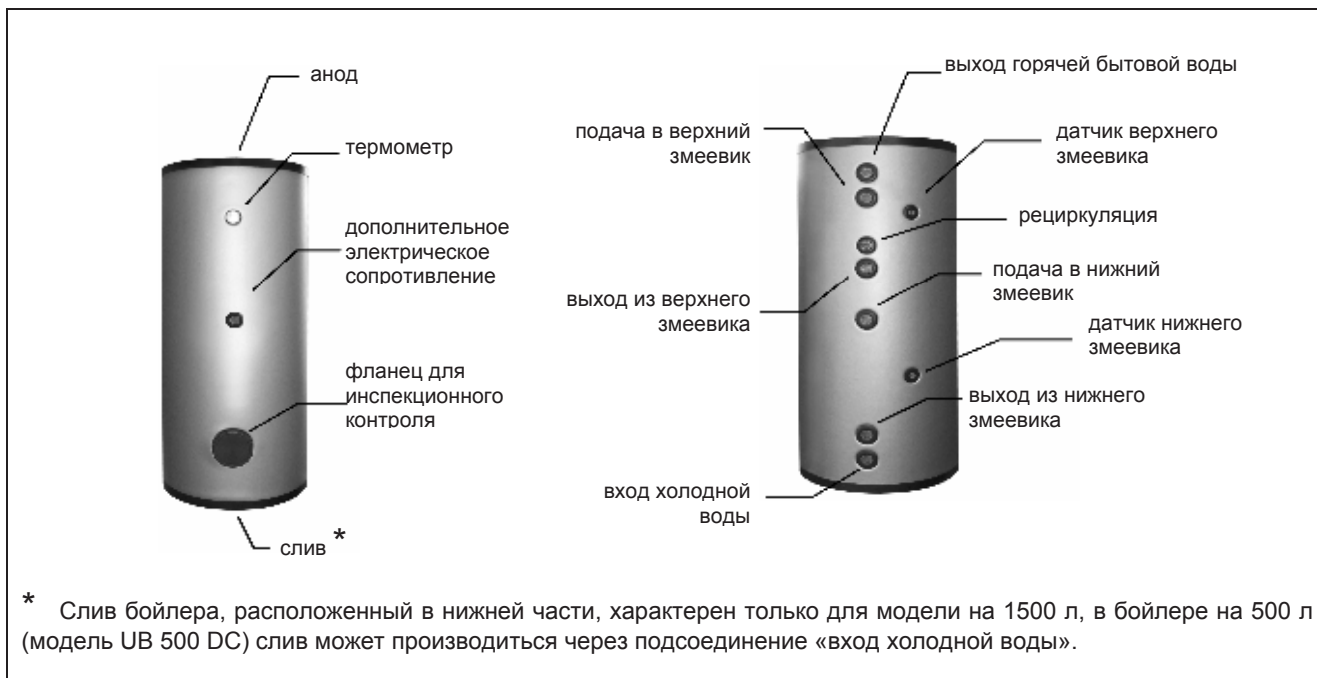 анод
термометр
дополнительное
электрическое
сопротивление
фланец для
инспекционного
контроля
слив *
выход горячей бытовой воды
подача в верхний
змеевик
датчик верхнего
змеевика
рециркуляция
подача в нижний
змеевик
выход из верхнего
змеевика
датчик нижнего
змеевика
выход из нижнего
змеевика
вход холодной
воды
* Слив бойлера, расположенный в нижней части, характерен только для модели на 1500 л, в бойлере на 500 л
(модель UB 500 DC) слив может производиться через подсоединение «вход холодной воды».